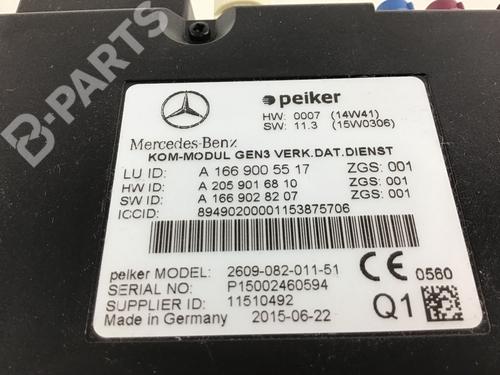 B-PARTS
peiker
HW: 0007 (14W41)
SW: 11.3 (15W0306)
Mercedes-Benz
KOM-MODUL GEN3 VERK.DAT.DIENST
LU ID: A 166 900 55 17 ZGS: 001
HW ID: A 205 901 68 10 ZGS: 001
SW ID: A 166 902 82 07 ZGS: 001
ICCID: 89490200001153875706
peiker MODEL: 2609-082-011-51
SERIAL NO: P15002460594
SUPPLIER ID: 11510492
Made in Germany 2015-06-22
CE 0560
Q1